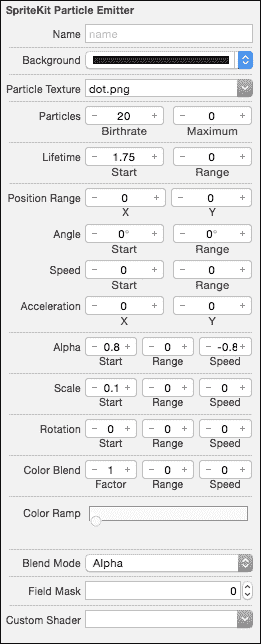 SpriteKit Particle Emitter
Name name
Background
Particle Texture dot.png
Particles − 20 + − 0 +
Birthrate Maximum
Lifetime − 1.75 + − 0 +
Start Range
Position Range − 0 + − 0 +
X Y
Angle − 0° + − 0° +
Start Range
Speed − 0 + − 0 +
Start Range
Acceleration − 0 + − 0 +
X Y
Alpha − 0.8 + − 0 + − -0.8 +
Start Range Speed
Scale − 0.1 + − 0 + − 0 +
Start Range Speed
Rotation − 0 + − 0 + − 0 +
Start Range Speed
Color Blend − 1 + − 0 + − 0 +
Factor Range Speed
Color Ramp
Blend Mode Alpha
Field Mask 0
Custom Shader